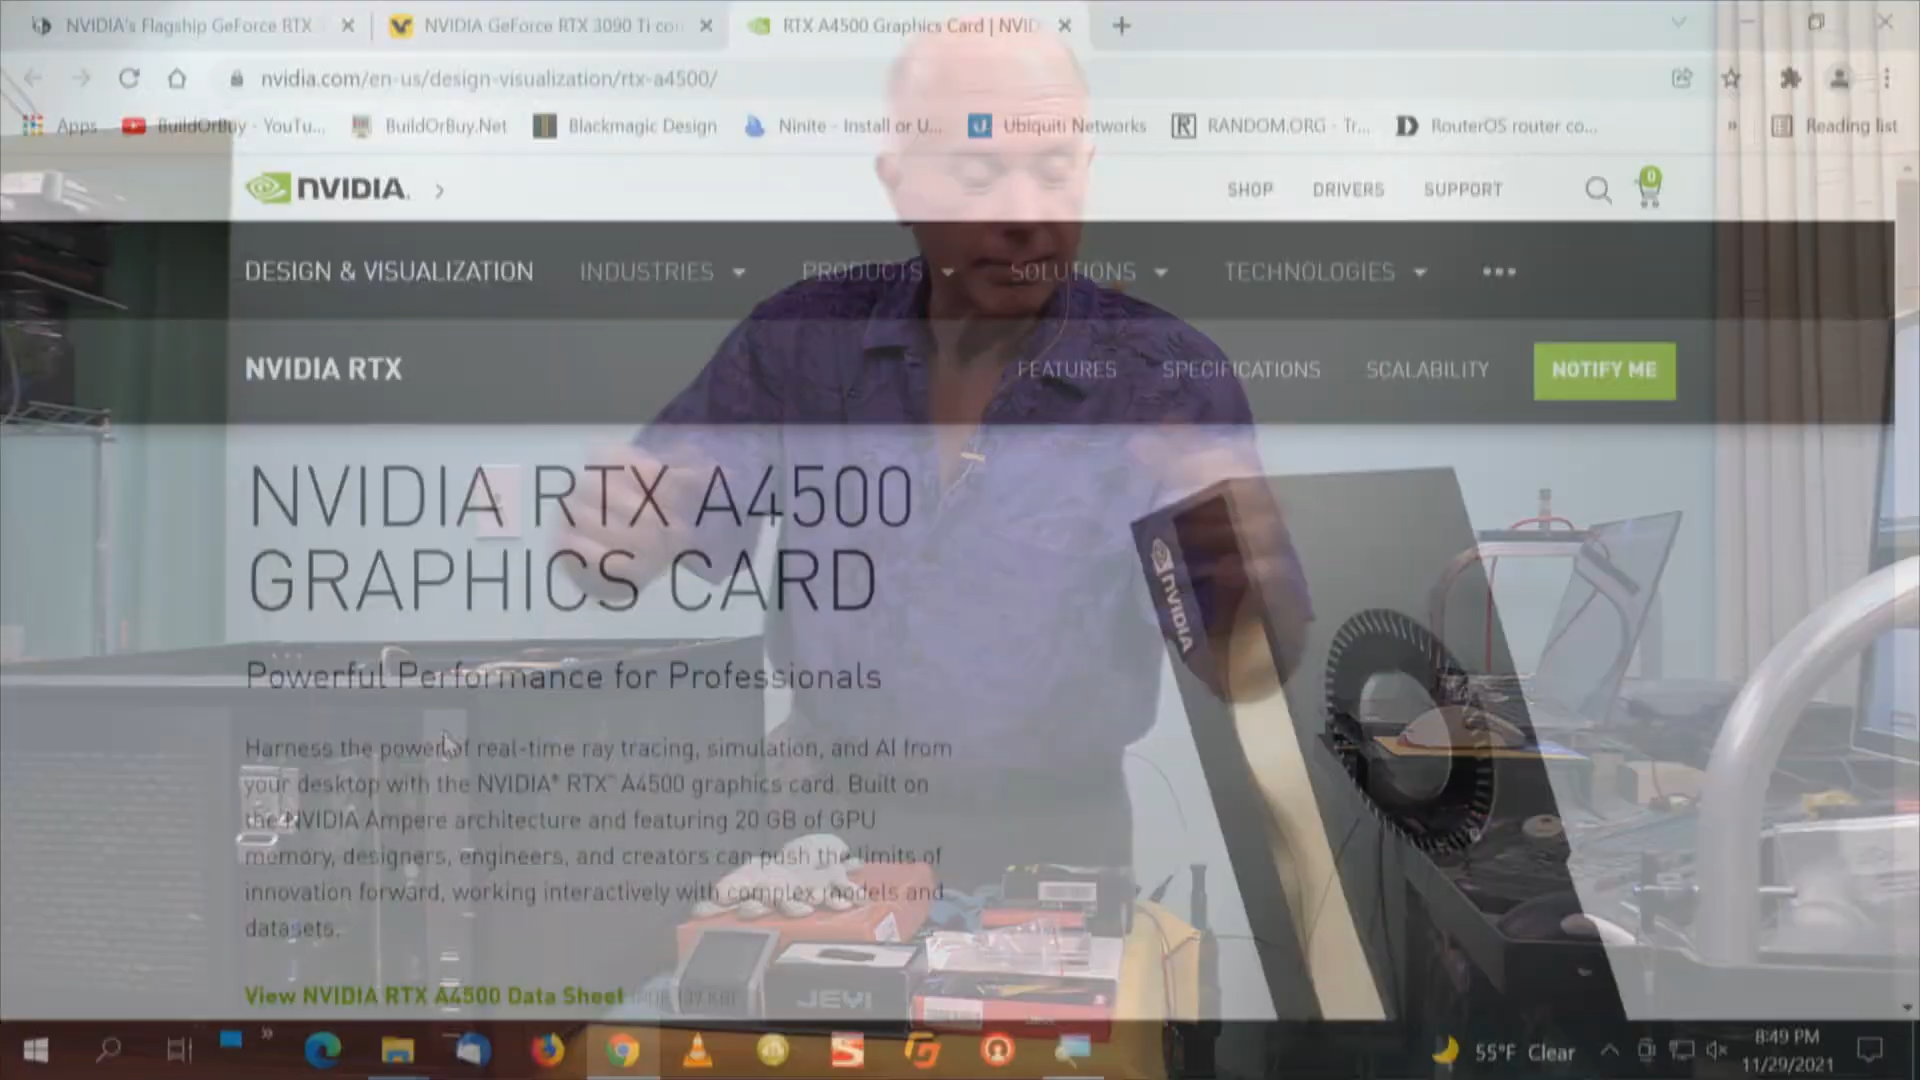 NVIDIA's Flagship GeForce RTX
NVIDIA GeForce RTX 3090 Ti con
RTX A4500 Graphics Card | NVID
nvidia.com/en-us/design-visualization/rtx-a4500/
Apps
BuildOrBuy - YouTu...
BuildOrBuy.Net
Blackmagic Design
Ninite - Install or U...
Ubiquiti Networks
RANDOM.ORG - Tr...
RouterOS router co...
»
Reading list
NVIDIA.
SHOP
DRIVERS
SUPPORT
0
DESIGN & VISUALIZATION
INDUSTRIES
PRODUCTS
SOLUTIONS
TECHNOLOGIES
NVIDIA RTX
FEATURES
SPECIFICATIONS
SCALABILITY
NOTIFY ME
NVIDIA RTX A4500
GRAPHICS CARD
NVIDIA
Powerful Performance for Professionals
Harness the power of real-time ray tracing, simulation, and AI from
your desktop with the NVIDIA® RTX™ A4500 graphics card. Built on
the NVIDIA Ampere architecture and featuring 20 GB of GPU
memory, designers, engineers, and creators can push the limits of
innovation forward, working interactively with complex models and
datasets.
View NVIDIA RTX A4500 Data Sheet
JEYI
55°F Clear
8:49 PM
11/29/2021